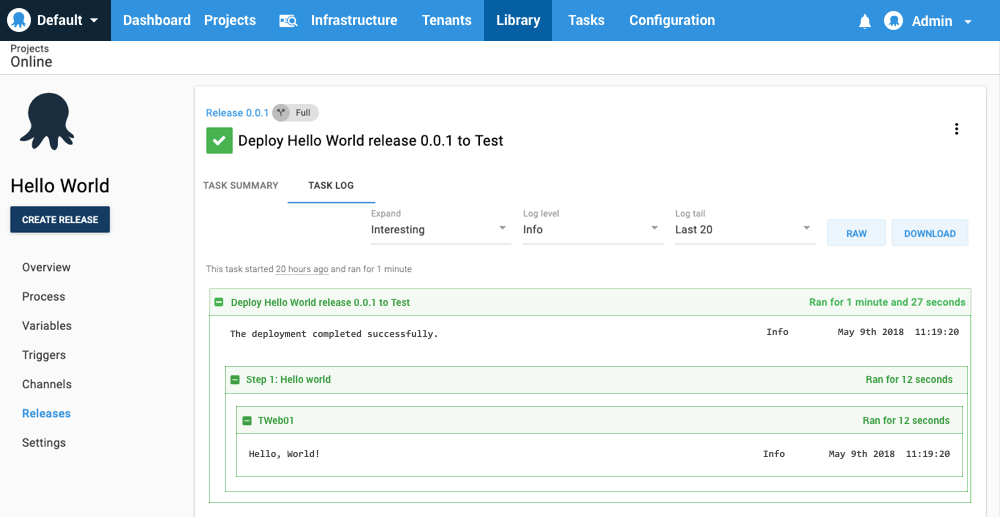 Default Dashboard Projects Infrastructure Tenants Library Tasks Configuration Admin
Projects
Online
Hello World
CREATE RELEASE
Overview
Process
Variables
Triggers
Channels
Releases
Settings
Release 0.0.1 Full
Deploy Hello World release 0.0.1 to Test
TASK SUMMARY TASK LOG
Expand Log level Log tail
Interesting Info Last 20 RAW DOWNLOAD
This task started 20 hours ago and ran for 1 minute
Deploy Hello World release 0.0.1 to Test Ran for 1 minute and 27 seconds
The deployment completed successfully. Info May 9th 2018 11:19:20
Step 1: Hello world Ran for 12 seconds
TWeb01 Ran for 12 seconds
Hello, World! Info May 9th 2018 11:19:20